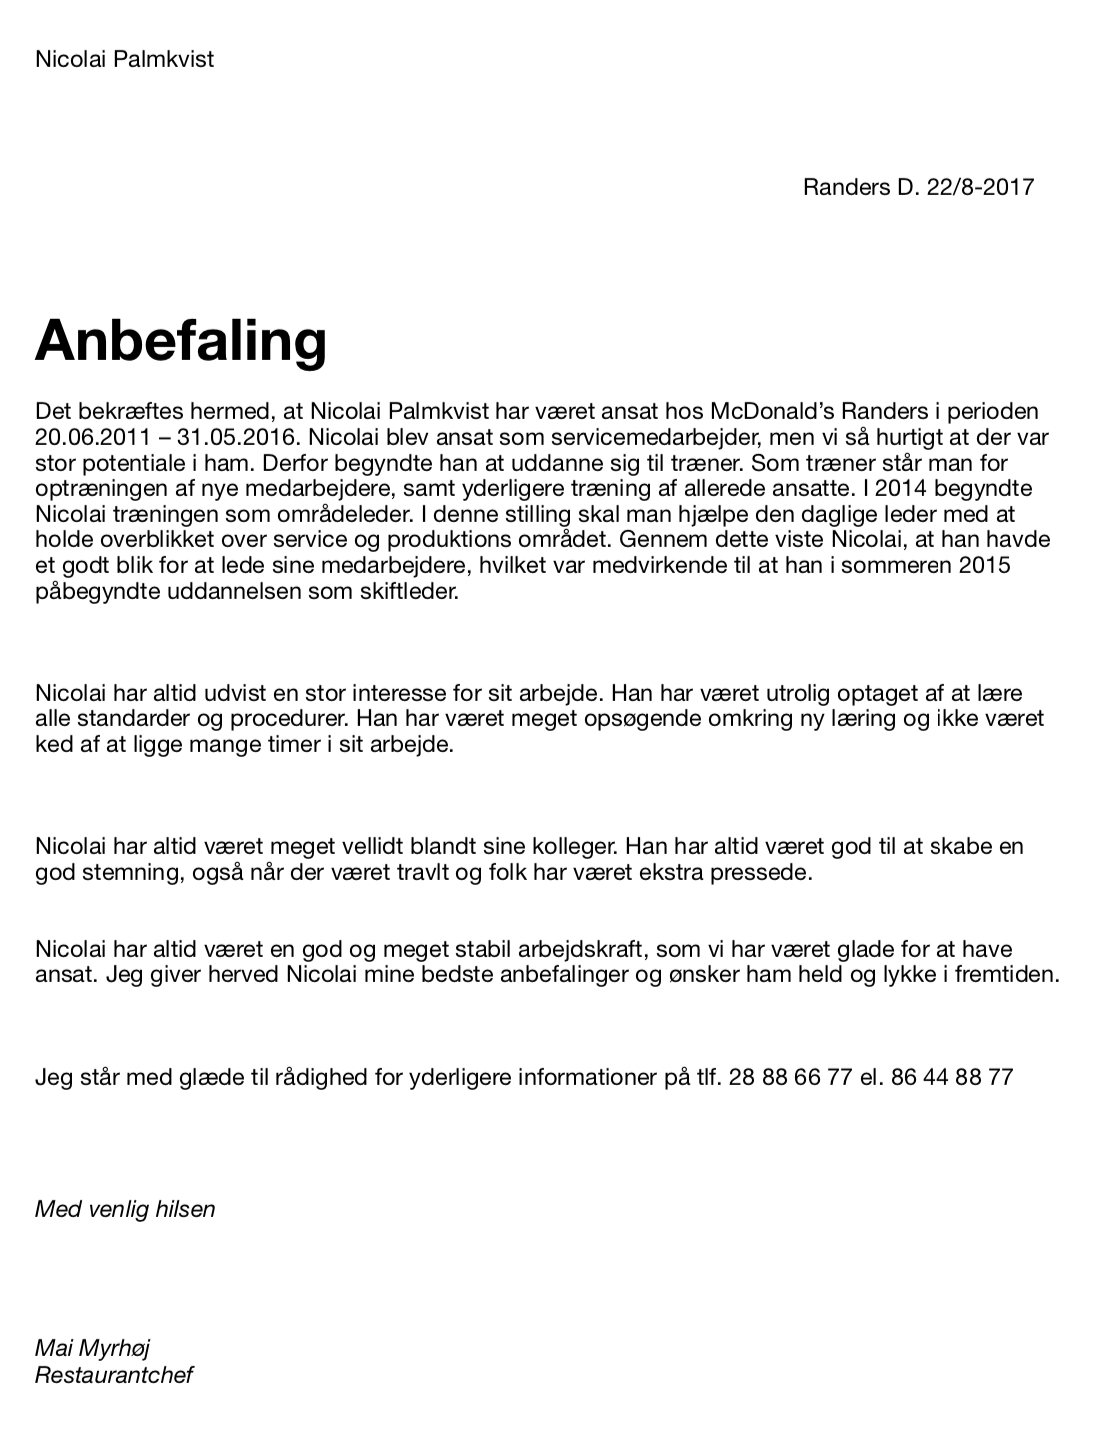 Nicolai Palmkvist
Randers D. 22/8-2017
Anbefaling
Det bekræftes hermed, at Nicolai Palmkvist har været ansat hos McDonald’s Randers i perioden
20.06.2011 – 31.05.2016. Nicolai blev ansat som servicemedarbejder, men vi så hurtigt at der var
stor potentiale i ham. Derfor begyndte han at uddanne sig til træner. Som træner står man for
optræningen af nye medarbejdere, samt yderligere træning af allerede ansatte. I 2014 begyndte
Nicolai træningen som områdeleder. I denne stilling skal man hjælpe den daglige leder med at
holde overblikket over service og produktions området. Gennem dette viste Nicolai, at han havde
et godt blik for at lede sine medarbejdere, hvilket var medvirkende til at han i sommeren 2015
påbegyndte uddannelsen som skiftleder.
Nicolai har altid udvist en stor interesse for sit arbejde. Han har været utrolig optaget af at lære
alle standarder og procedurer. Han har været meget opsøgende omkring ny læring og ikke været
ked af at ligge mange timer i sit arbejde.
Nicolai har altid været meget vellidt blandt sine kolleger. Han har altid været god til at skabe en
god stemning, også når der været travlt og folk har været ekstra pressede.
Nicolai har altid været en god og meget stabil arbejdskraft, som vi har været glade for at have
ansat. Jeg giver herved Nicolai mine bedste anbefalinger og ønsker ham held og lykke i fremtiden.
Jeg står med glæde til rådighed for yderligere informationer på tlf. 28 88 66 77 el. 86 44 88 77
Med venlig hilsen
Mai Myrhøj
Restaurantchef